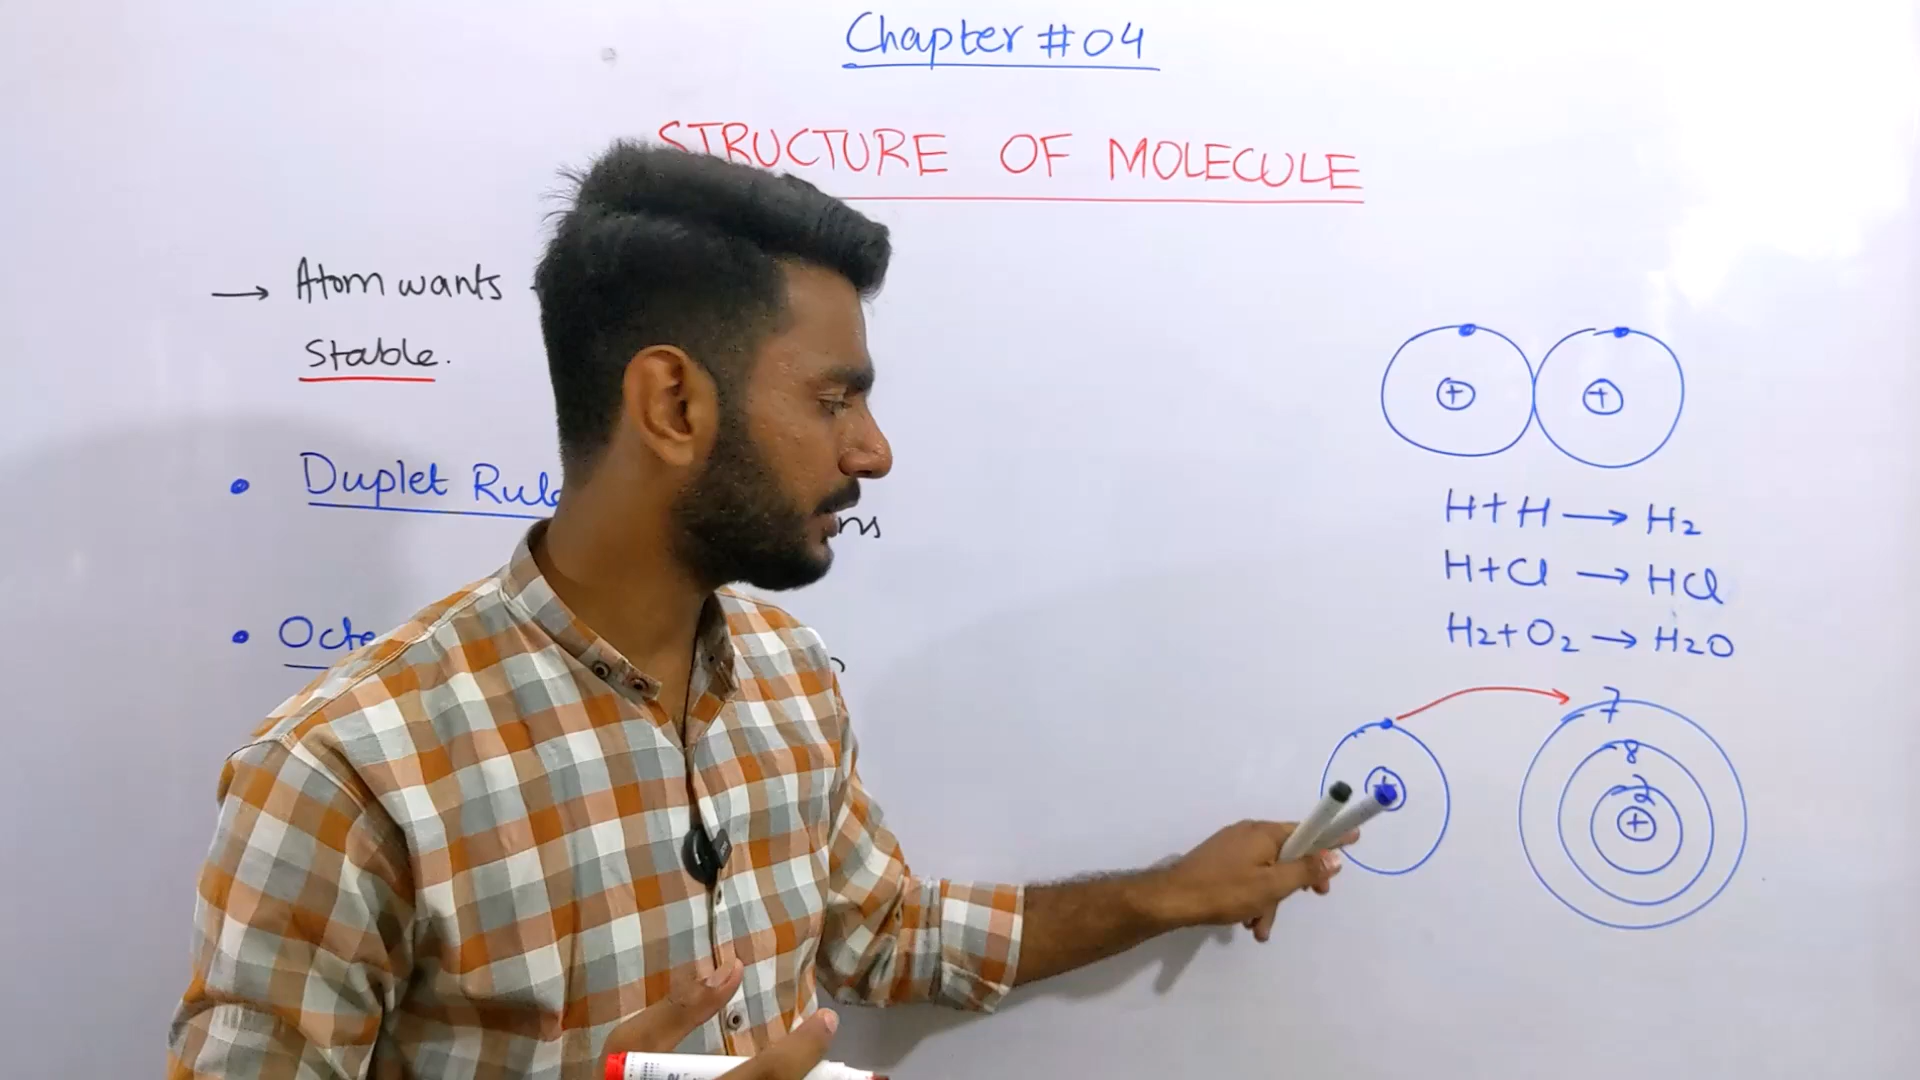 Chapter #04
STRUCTURE OF MOLECULE
→ Atom wants
Stable.
• Duplet Rule
• Octe
H+H → H₂
H+Cl → HCl
H₂+O₂ → H₂O
7
8
2
+
+
+